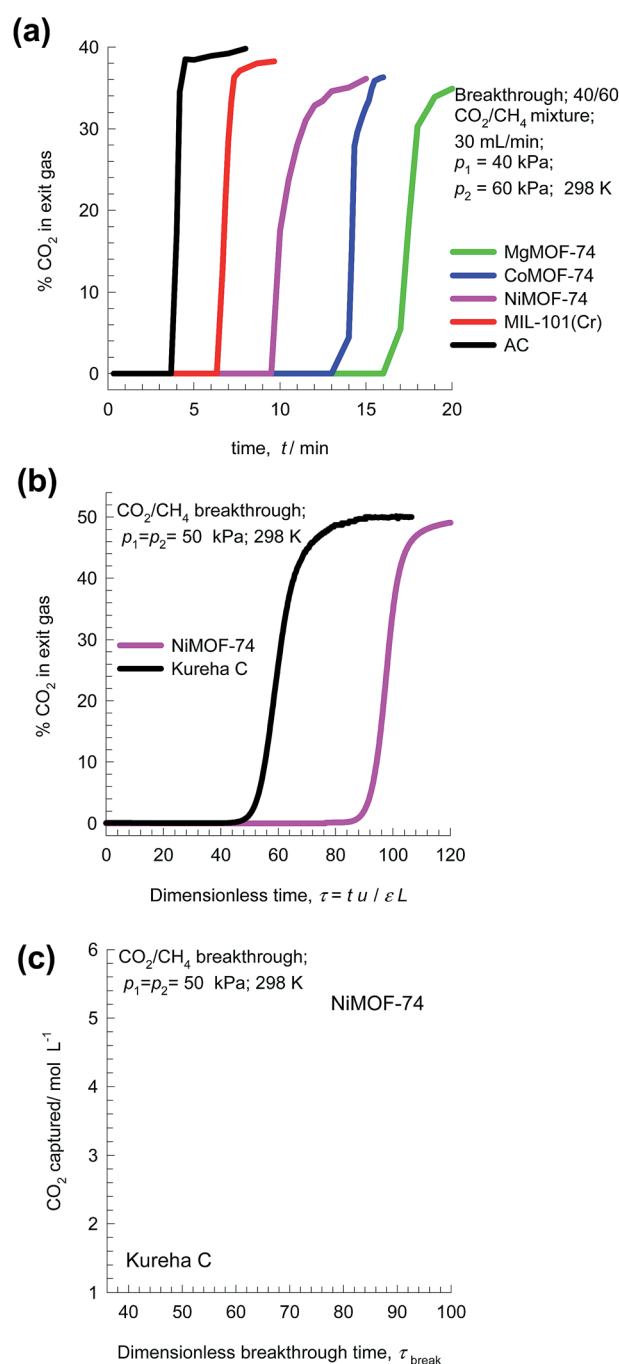 (a)
40
30
20
10
0
% CO2 in exit gas
Breakthrough; 40/60
CO2/CH4 mixture;
30 mL/min;
p1 = 40 kPa;
p2 = 60 kPa; 298 K
MgMOF-74
CoMOF-74
NiMOF-74
MIL-101(Cr)
AC
5 10 15 20
time, t / min
(b)
50
40
30
20
10
0
% CO2 in exit gas
CO2/CH4 breakthrough;
p1=p2= 50 kPa; 298 K
NiMOF-74
Kureha C
0 20 40 60 80 100 120
Dimensionless time, τ = t u / ε L
(c)
6
5
4
3
2
1
CO2 captured/ mol L-1
CO2/CH4 breakthrough;
p1=p2= 50 kPa; 298 K
NiMOF-74
Kureha C
40 50 60 70 80 90 100
Dimensionless breakthrough time, τbreak